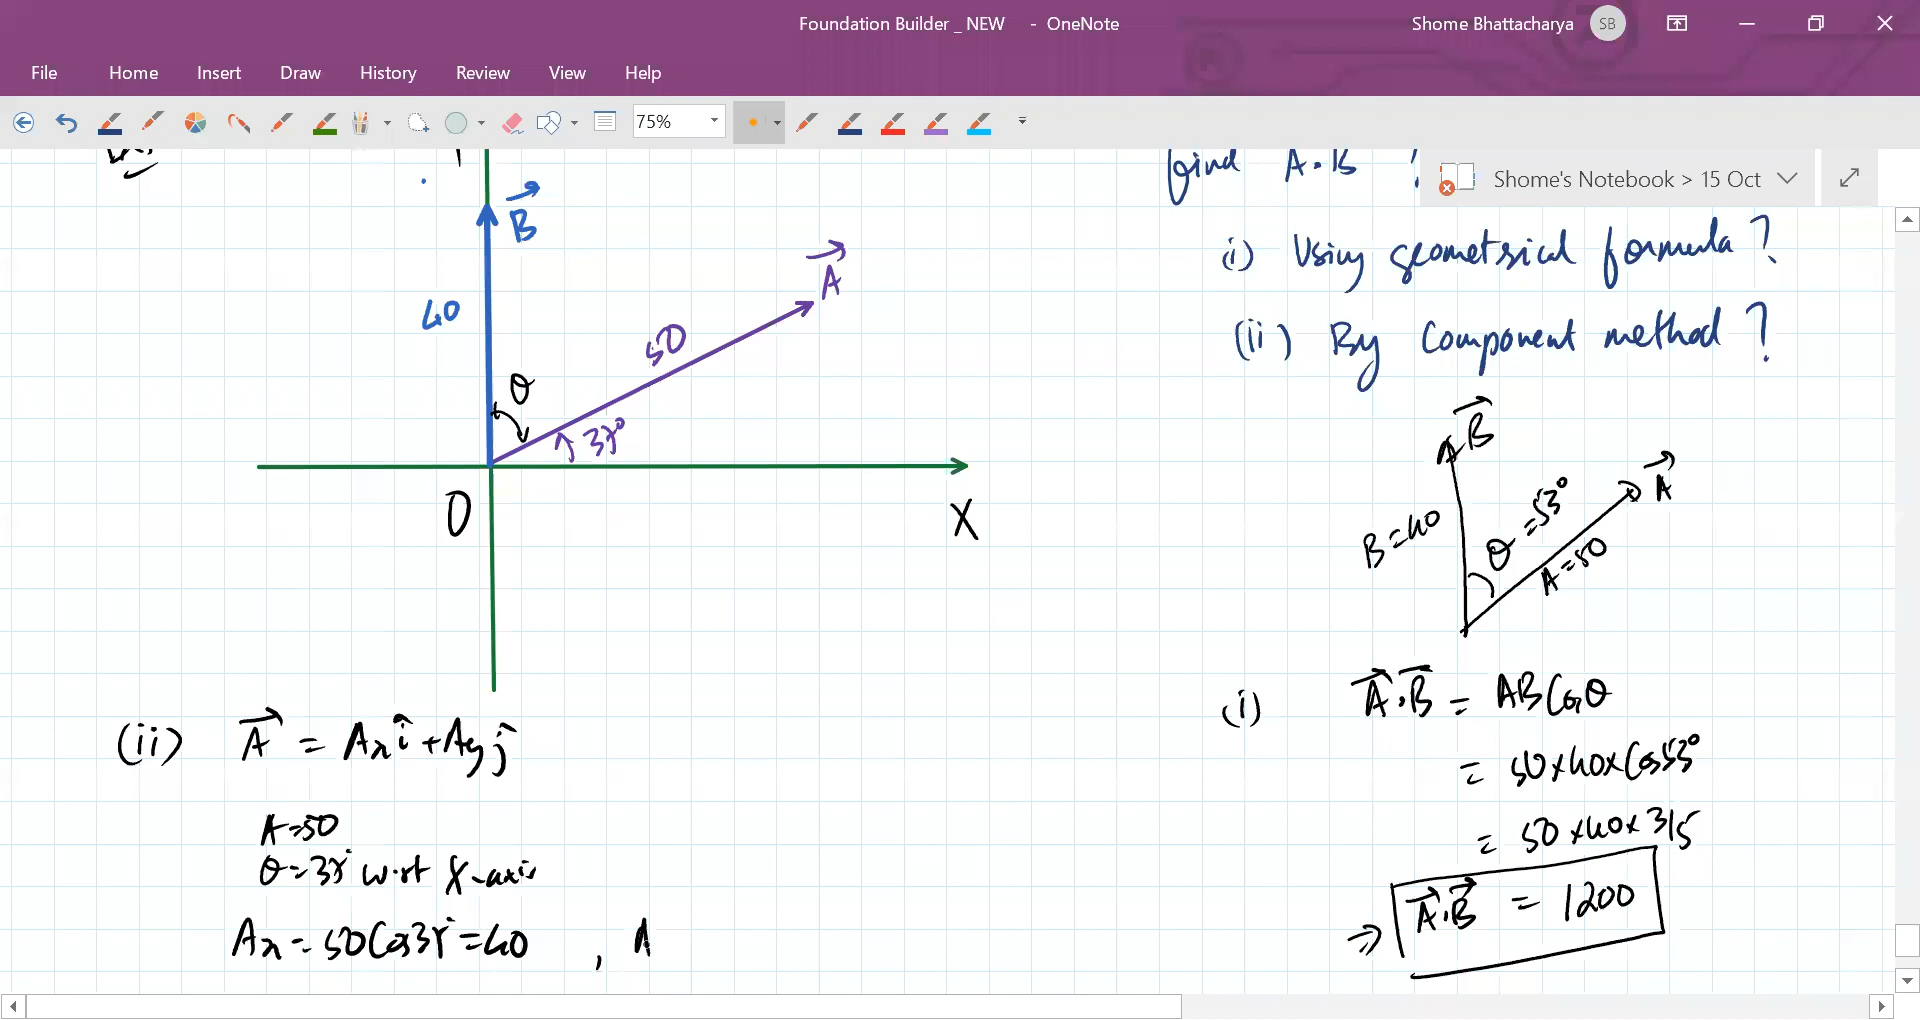 Foundation Builder _ NEW - OneNote
Shome Bhattacharya SB
File Home Insert Draw History Review View Help
75%
Shome's Notebook > 15 Oct
find A.B ?
(i) Using geometrical formula ?
(ii) By Component method ?
B
A
40
50
θ
37°
O
X
B
A
B=40
θ=53°
A=50
(i) A.B = AB Cosθ
= 50×40×Cos53°
= 50×40×3/5
⇒ A.B = 1200
(ii) A = Axî + Ayĵ
A=50
θ=37° w.r.t X-axis
Ax = 50Cos37°=40 , A